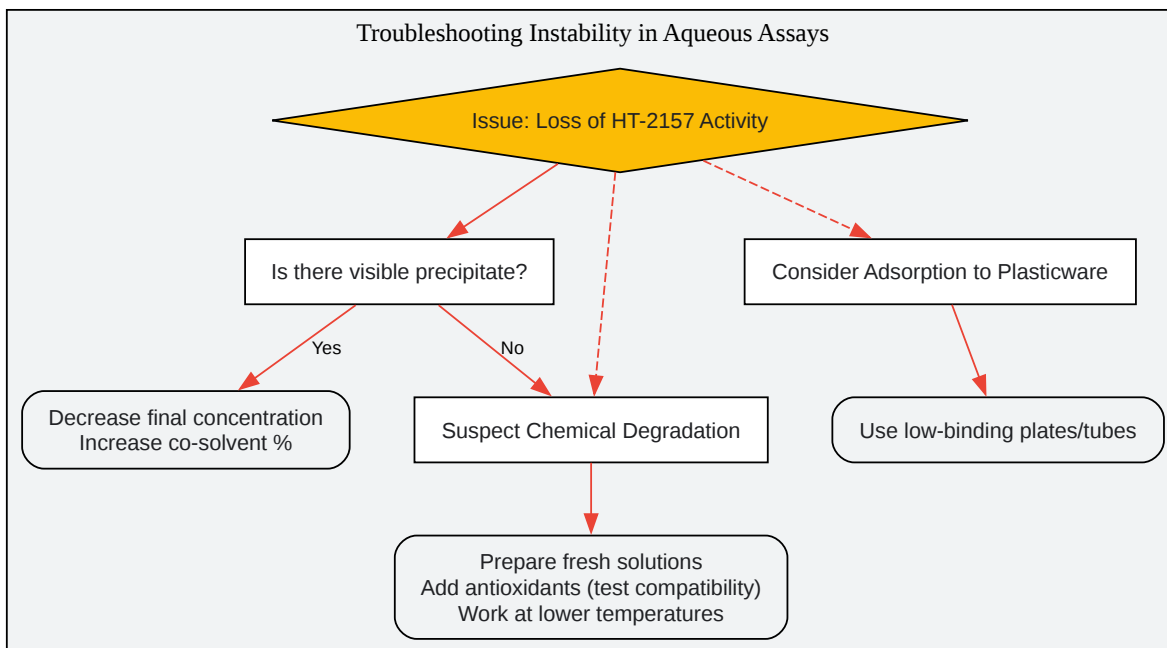 Troubleshooting Instability in Aqueous Assays
Issue: Loss of HT-2157 Activity
Is there visible precipitate?
Consider Adsorption to Plasticware
Yes
No
Decrease final concentration
Increase co-solvent %
Suspect Chemical Degradation
Use low-binding plates/tubes
Prepare fresh solutions
Add antioxidants (test compatibility)
Work at lower temperatures